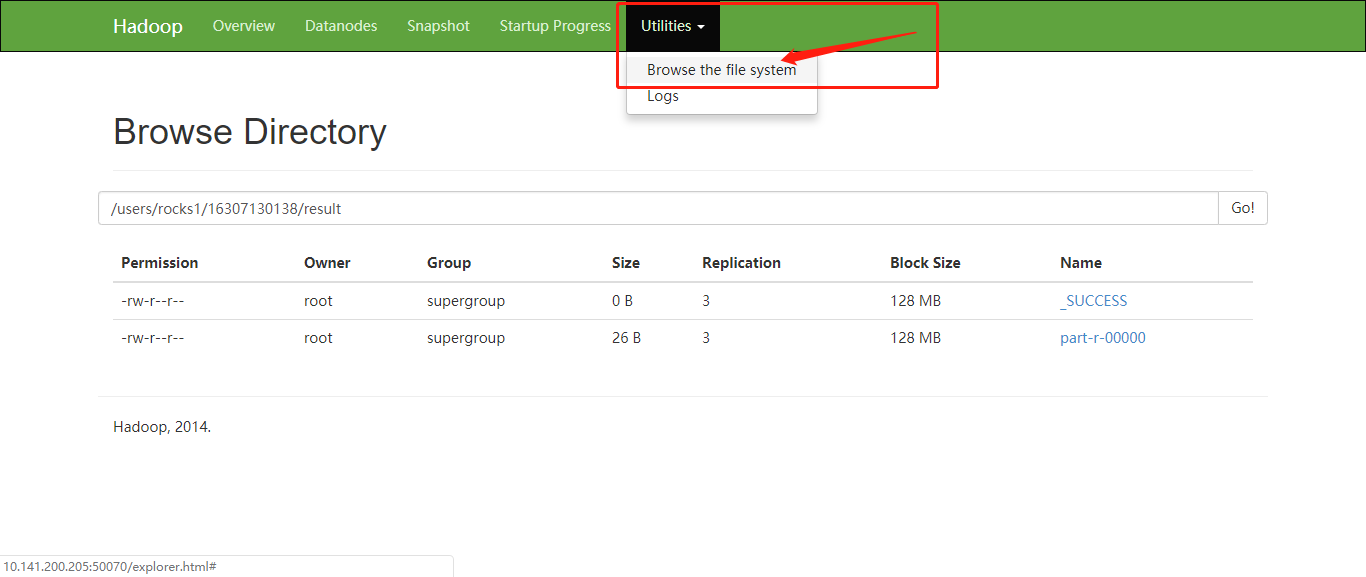 Hadoop Overview Datanodes Snapshot Startup Progress Utilities
Browse the file system
Logs
Browse Directory
/users/rocks1/16307130138/result Go!
Permission Owner Group Size Replication Block Size Name
-rw-r--r-- root supergroup 0 B 3 128 MB _SUCCESS
-rw-r--r-- root supergroup 26 B 3 128 MB part-r-00000
Hadoop, 2014.
10.141.200.205:50070/explorer.html#